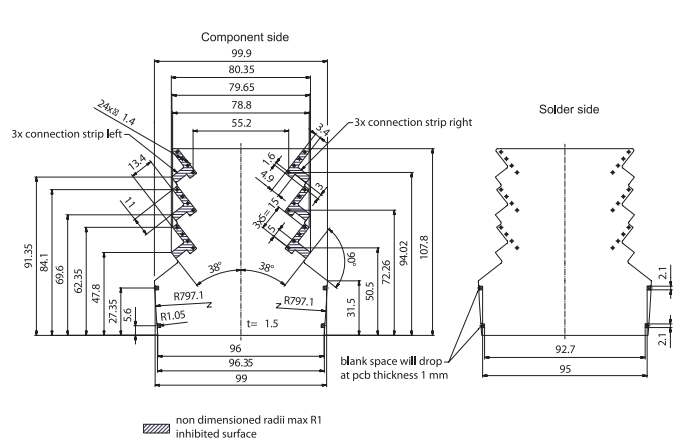 Component side
99.9
80.35
79.65
78.8
55.2
24x⌀ 1.4
3x connection strip left
3x connection strip right
3.4
1.6
4.9
3
13.4
11
3x5= 15
5
90°
38°
38°
R797.1
R797.1
z
z
R1.05
t= 1.5
91.35
84.1
69.6
62.35
47.8
27.35
5.6
31.5
50.5
72.26
94.02
107.8
96
96.35
99
Solder side
2.1
2.1
92.7
95
blank space will drop
at pcb thickness 1 mm
non dimensioned radii max R1
inhibited surface